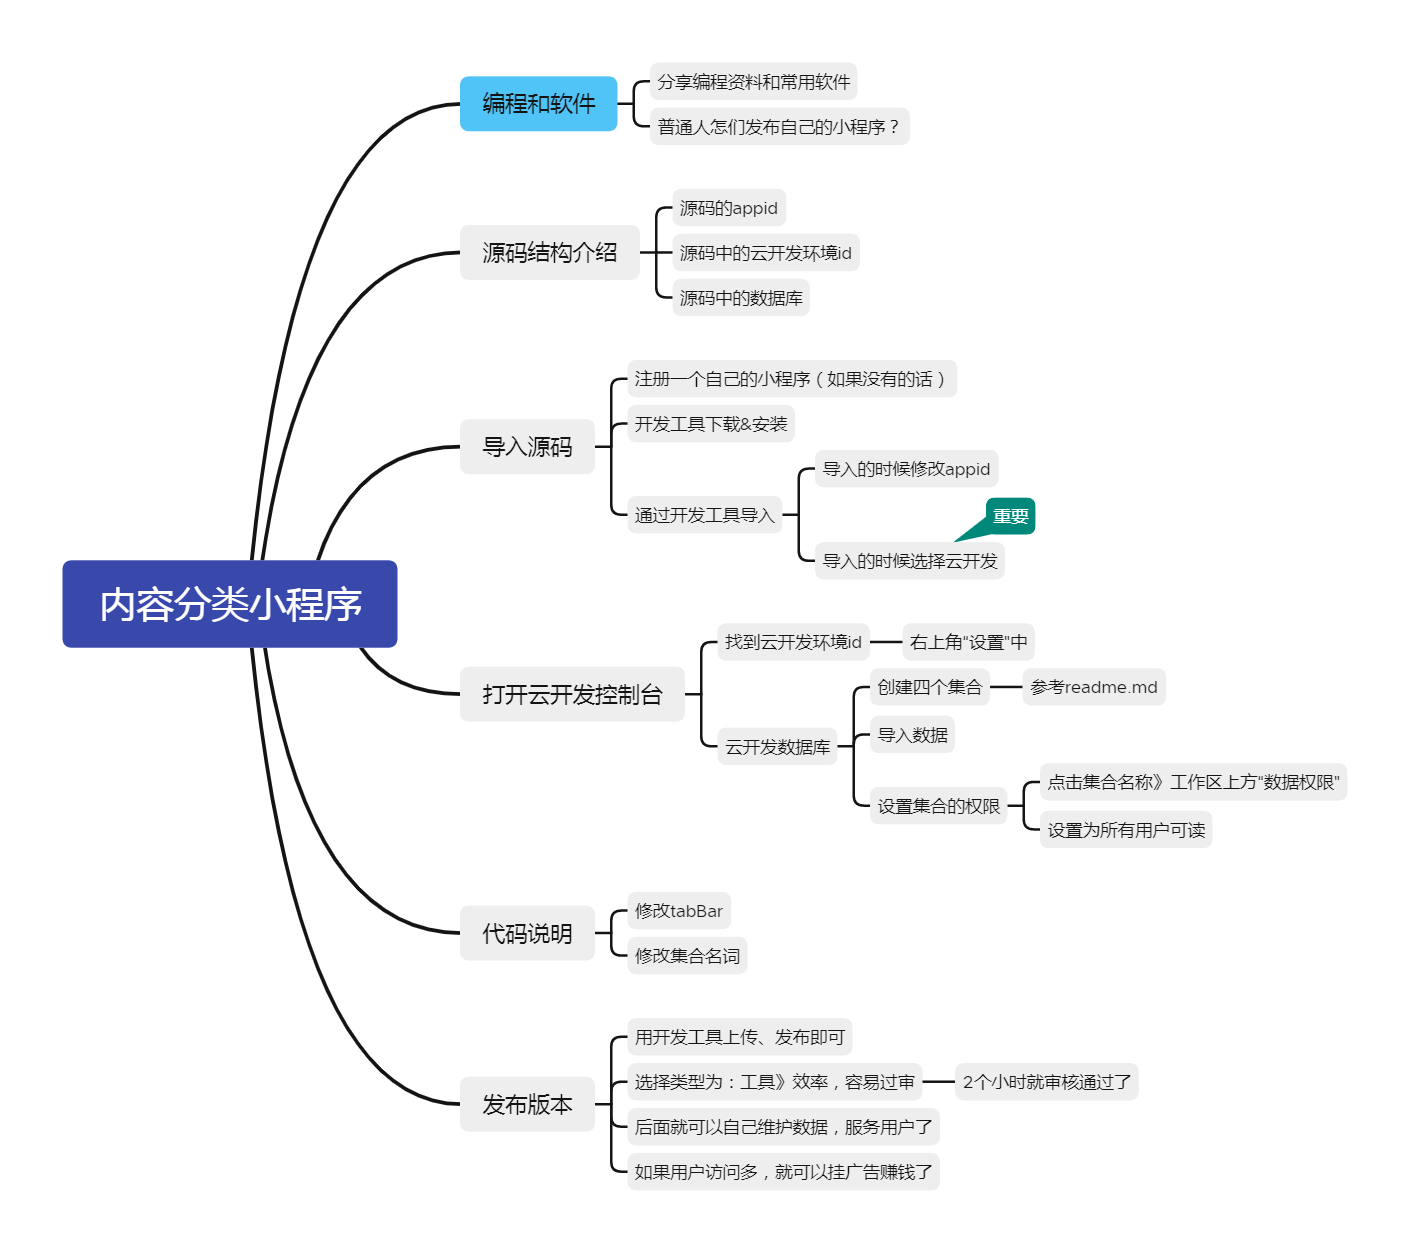 内容分类小程序
编程和软件
分享编程资料和常用软件
普通人怎们发布自己的小程序？
源码结构介绍
源码的appid
源码中的云开发环境id
源码中的数据库
导入源码
注册一个自己的小程序（如果没有的话）
开发工具下载&安装
通过开发工具导入
导入的时候修改appid
重要
导入的时候选择云开发
打开云开发控制台
找到云开发环境id
右上角"设置"中
云开发数据库
创建四个集合
参考readme.md
导入数据
设置集合的权限
点击集合名称》工作区上方"数据权限"
设置为所有用户可读
代码说明
修改tabBar
修改集合名词
发布版本
用开发工具上传、发布即可
选择类型为：工具》效率，容易过审
2个小时就审核通过了
后面就可以自己维护数据，服务用户了
如果用户访问多，就可以挂广告赚钱了